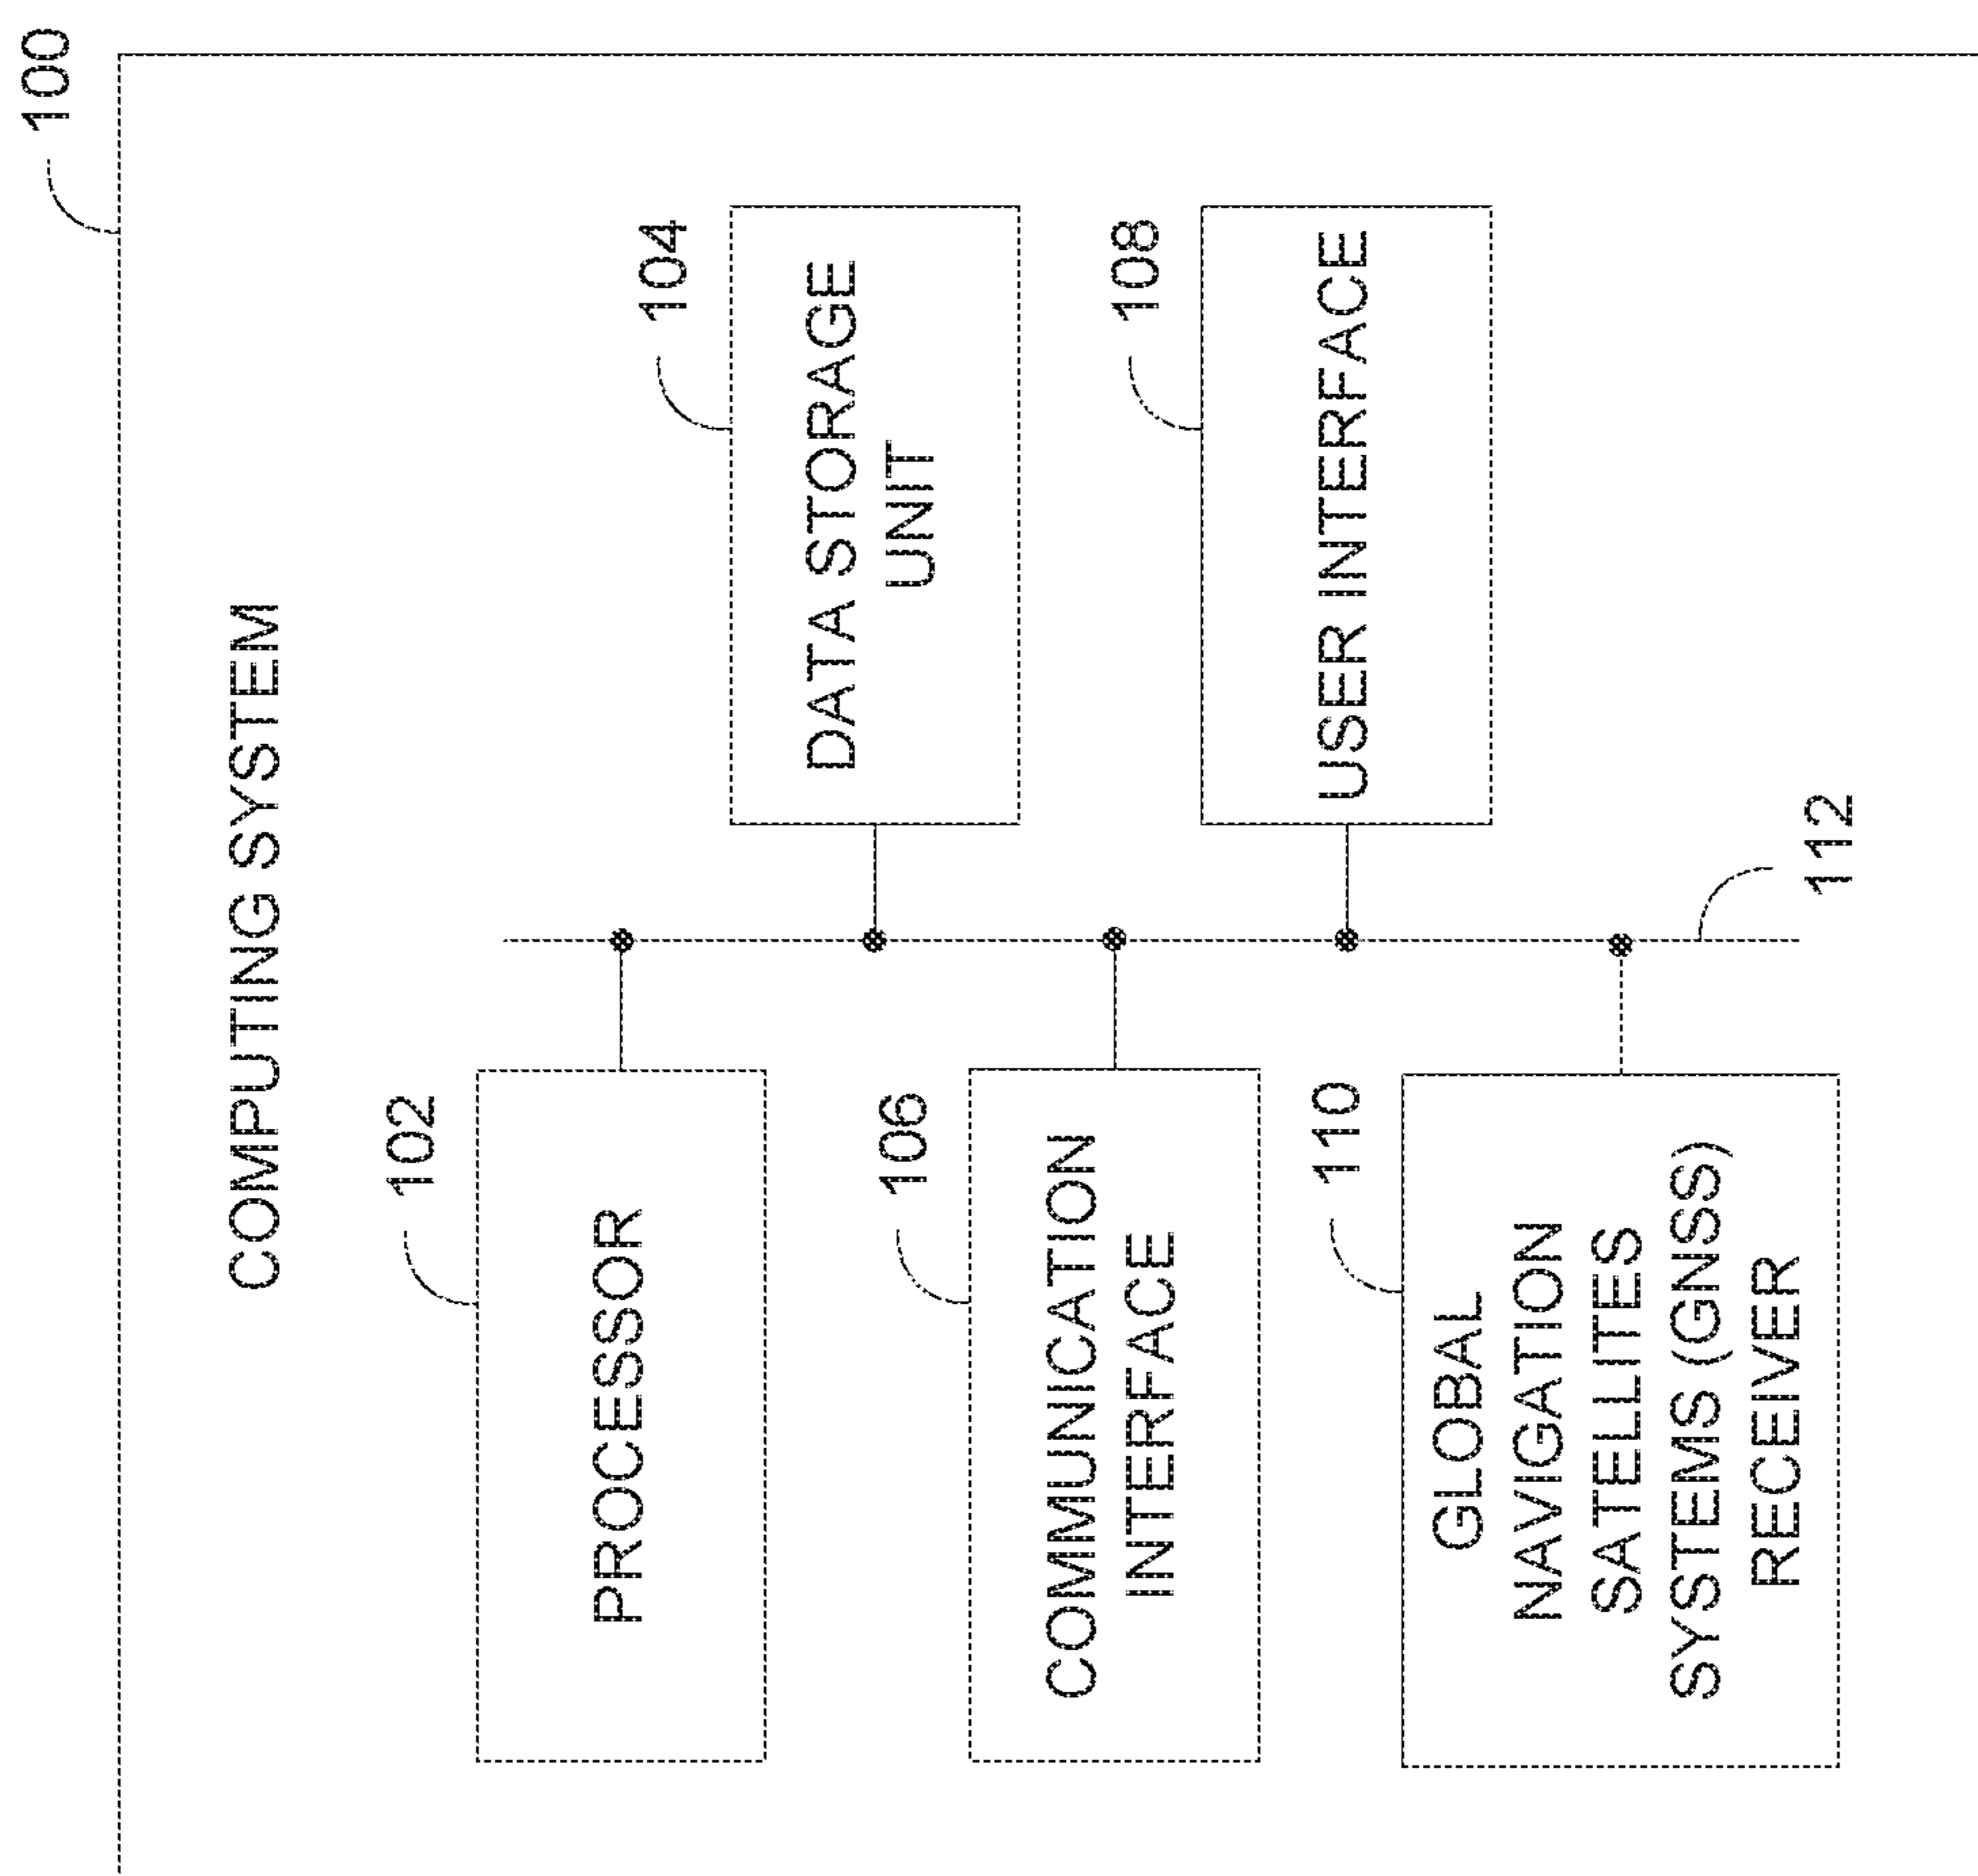 100
COMPUTING SYSTEM
102
PROCESSOR
104
DATA STORAGE
UNIT
106
COMMUNICATION
INTERFACE
108
USER INTERFACE
110
GLOBAL
NAVIGATION
SATELLITES
SYSTEMS (GNSS)
RECEIVER
112